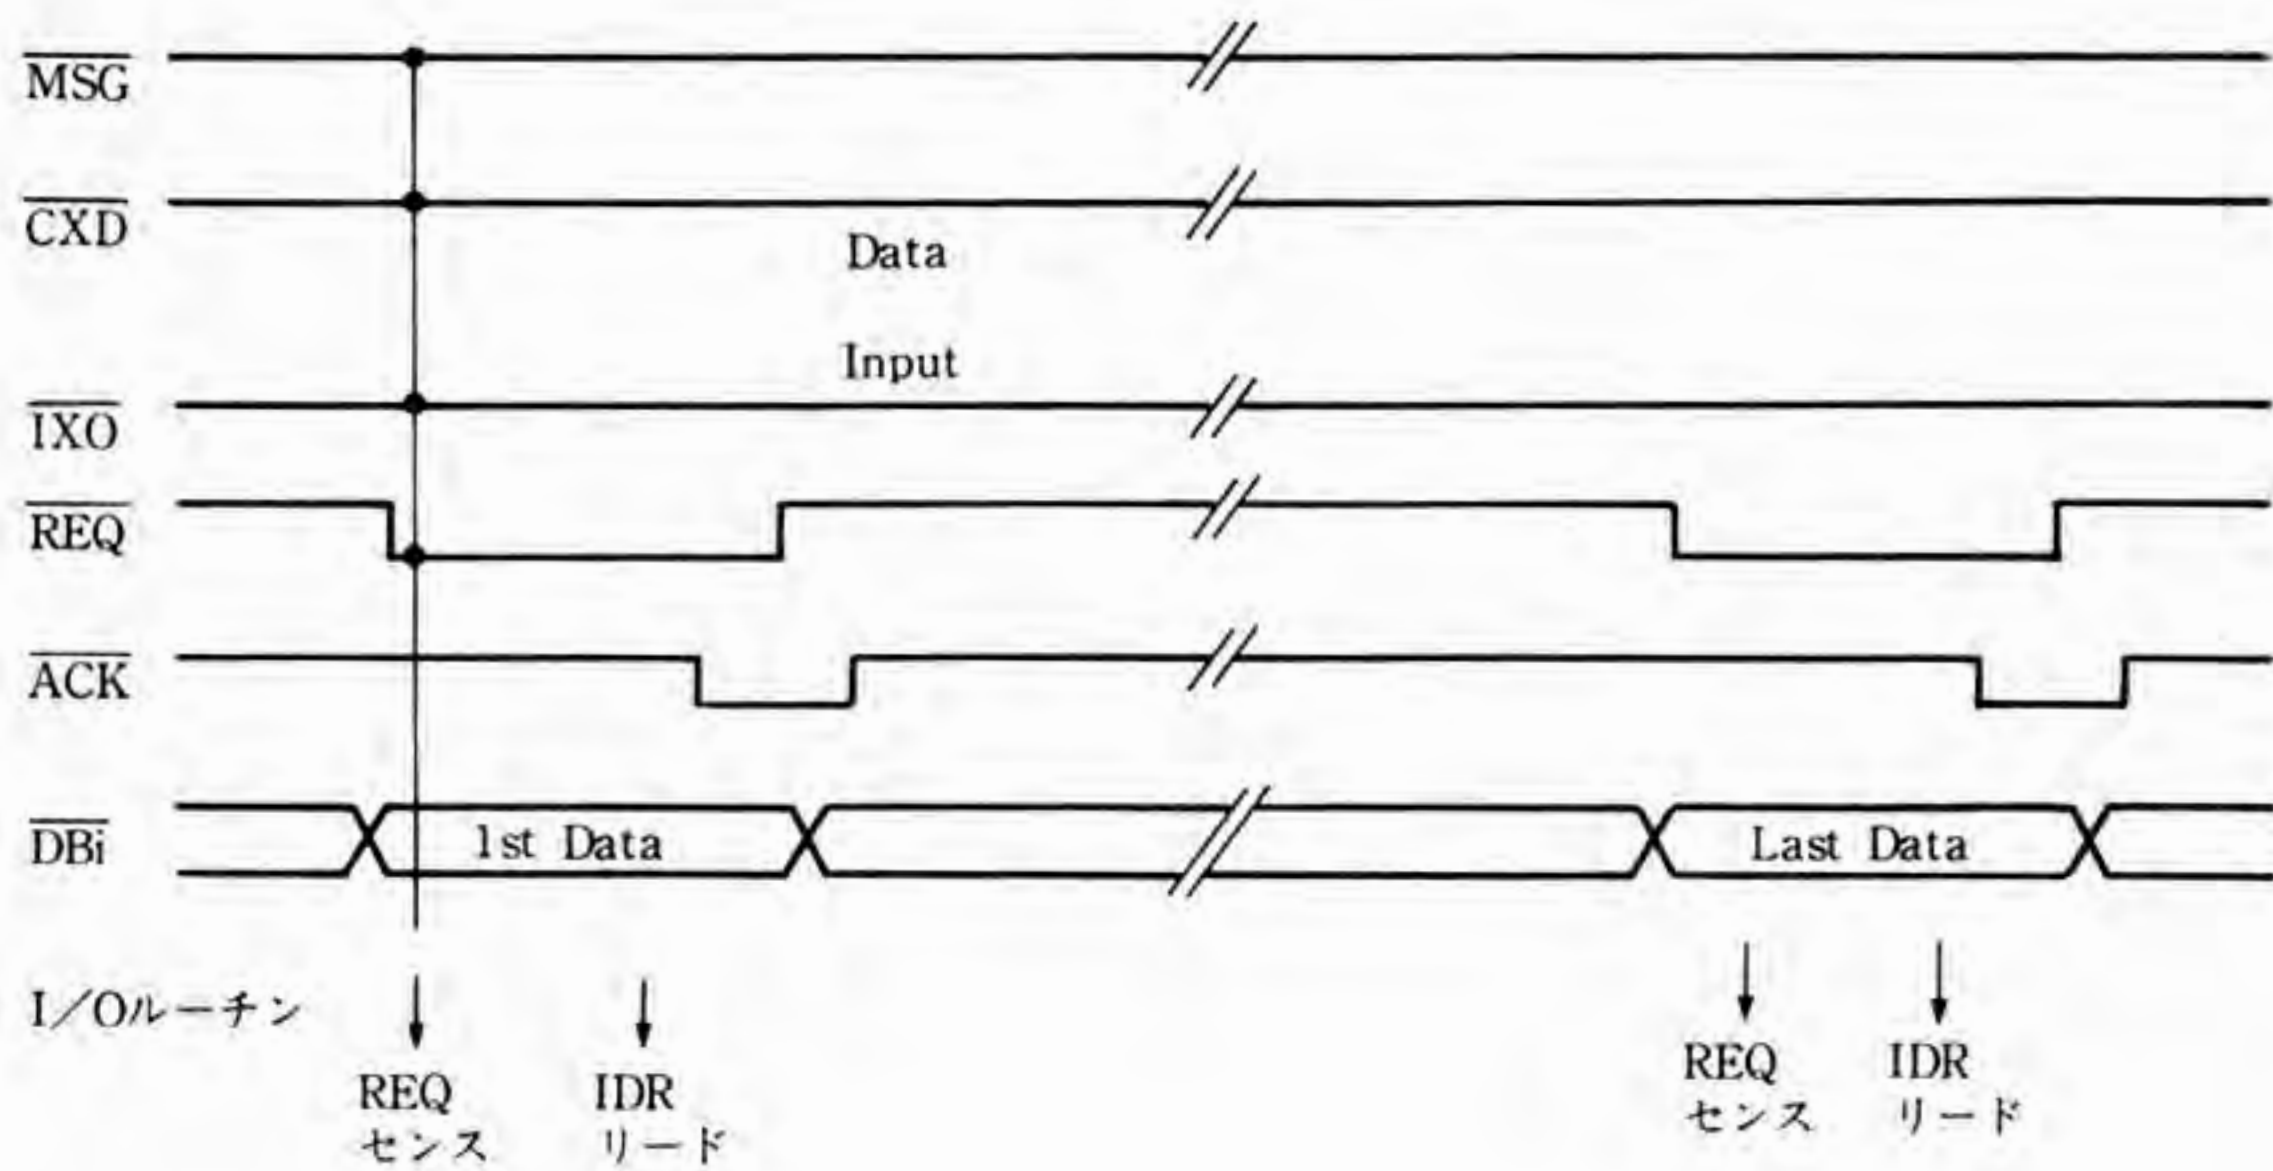 MSG
CXD
Data
Input
IXO
REQ
ACK
DBi
1st Data
Last Data
I/Oルーチン
REQ
センス
IDR
リード
REQ
センス
IDR
リード